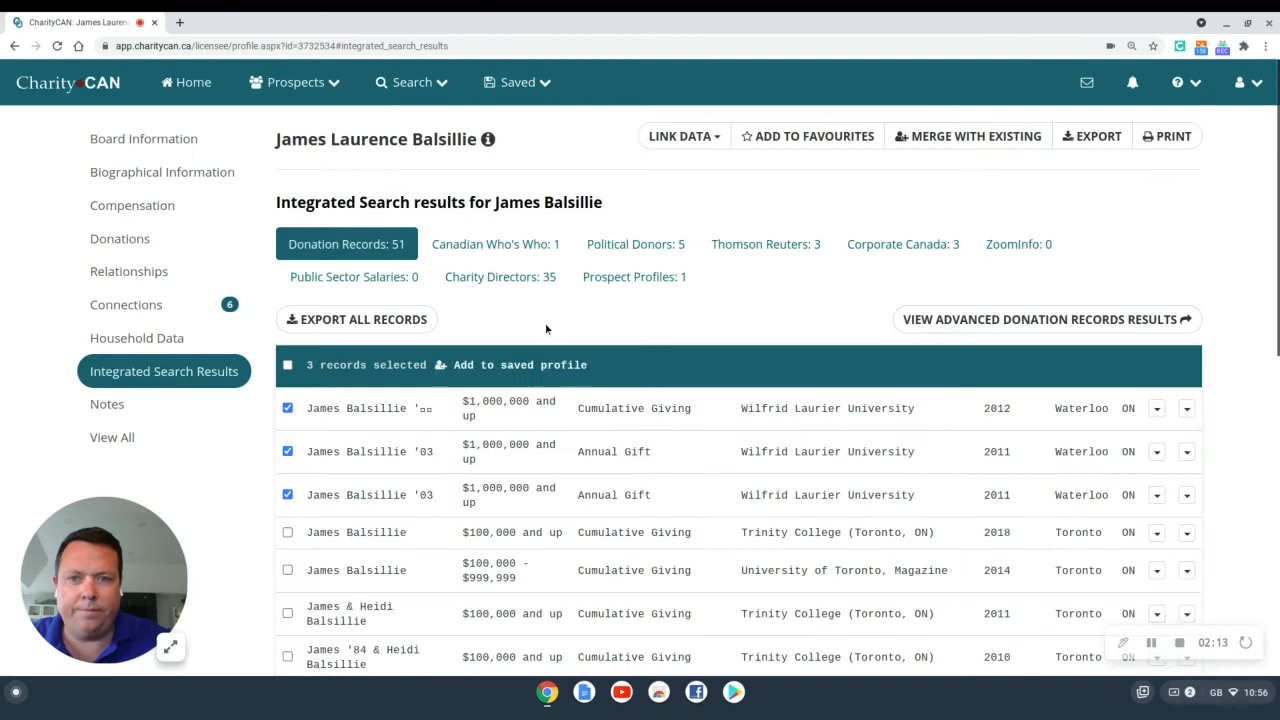 CharityCAN: James Lauren
app.charitycan.ca/licensee/profile.aspx?id=3732534#integrated_search_results
158
REC
Charity CAN
Home
Prospects
Search
Saved
Board Information
Biographical Information
Compensation
Donations
Relationships
Connections 6
Household Data
Integrated Search Results
Notes
View All
James Laurence Balsillie
LINK DATA
ADD TO FAVOURITES
MERGE WITH EXISTING
EXPORT
PRINT
Integrated Search results for James Balsillie
Donation Records: 51 Canadian Who's Who: 1 Political Donors: 5 Thomson Reuters: 3 Corporate Canada: 3 ZoomInfo: 0
Public Sector Salaries: 0 Charity Directors: 35 Prospect Profiles: 1
EXPORT ALL RECORDS
VIEW ADVANCED DONATION RECORDS RESULTS
3 records selected Add to saved profile
James Balsillie '▯▯ $1,000,000 and up Cumulative Giving Wilfrid Laurier University 2012 Waterloo ON
James Balsillie '03 $1,000,000 and up Annual Gift Wilfrid Laurier University 2011 Waterloo ON
James Balsillie '03 $1,000,000 and up Annual Gift Wilfrid Laurier University 2011 Waterloo ON
James Balsillie $100,000 and up Cumulative Giving Trinity College (Toronto, ON) 2018 Toronto ON
James Balsillie $100,000 - $999,999 Cumulative Giving University of Toronto, Magazine 2014 Toronto ON
James & Heidi Balsillie $100,000 and up Cumulative Giving Trinity College (Toronto, ON) 2011 Toronto ON
James '84 & Heidi Balsillie $100,000 and up Cumulative Giving Trinity College (Toronto, ON) 2010 Toronto ON
02:13
2
GB
10:56